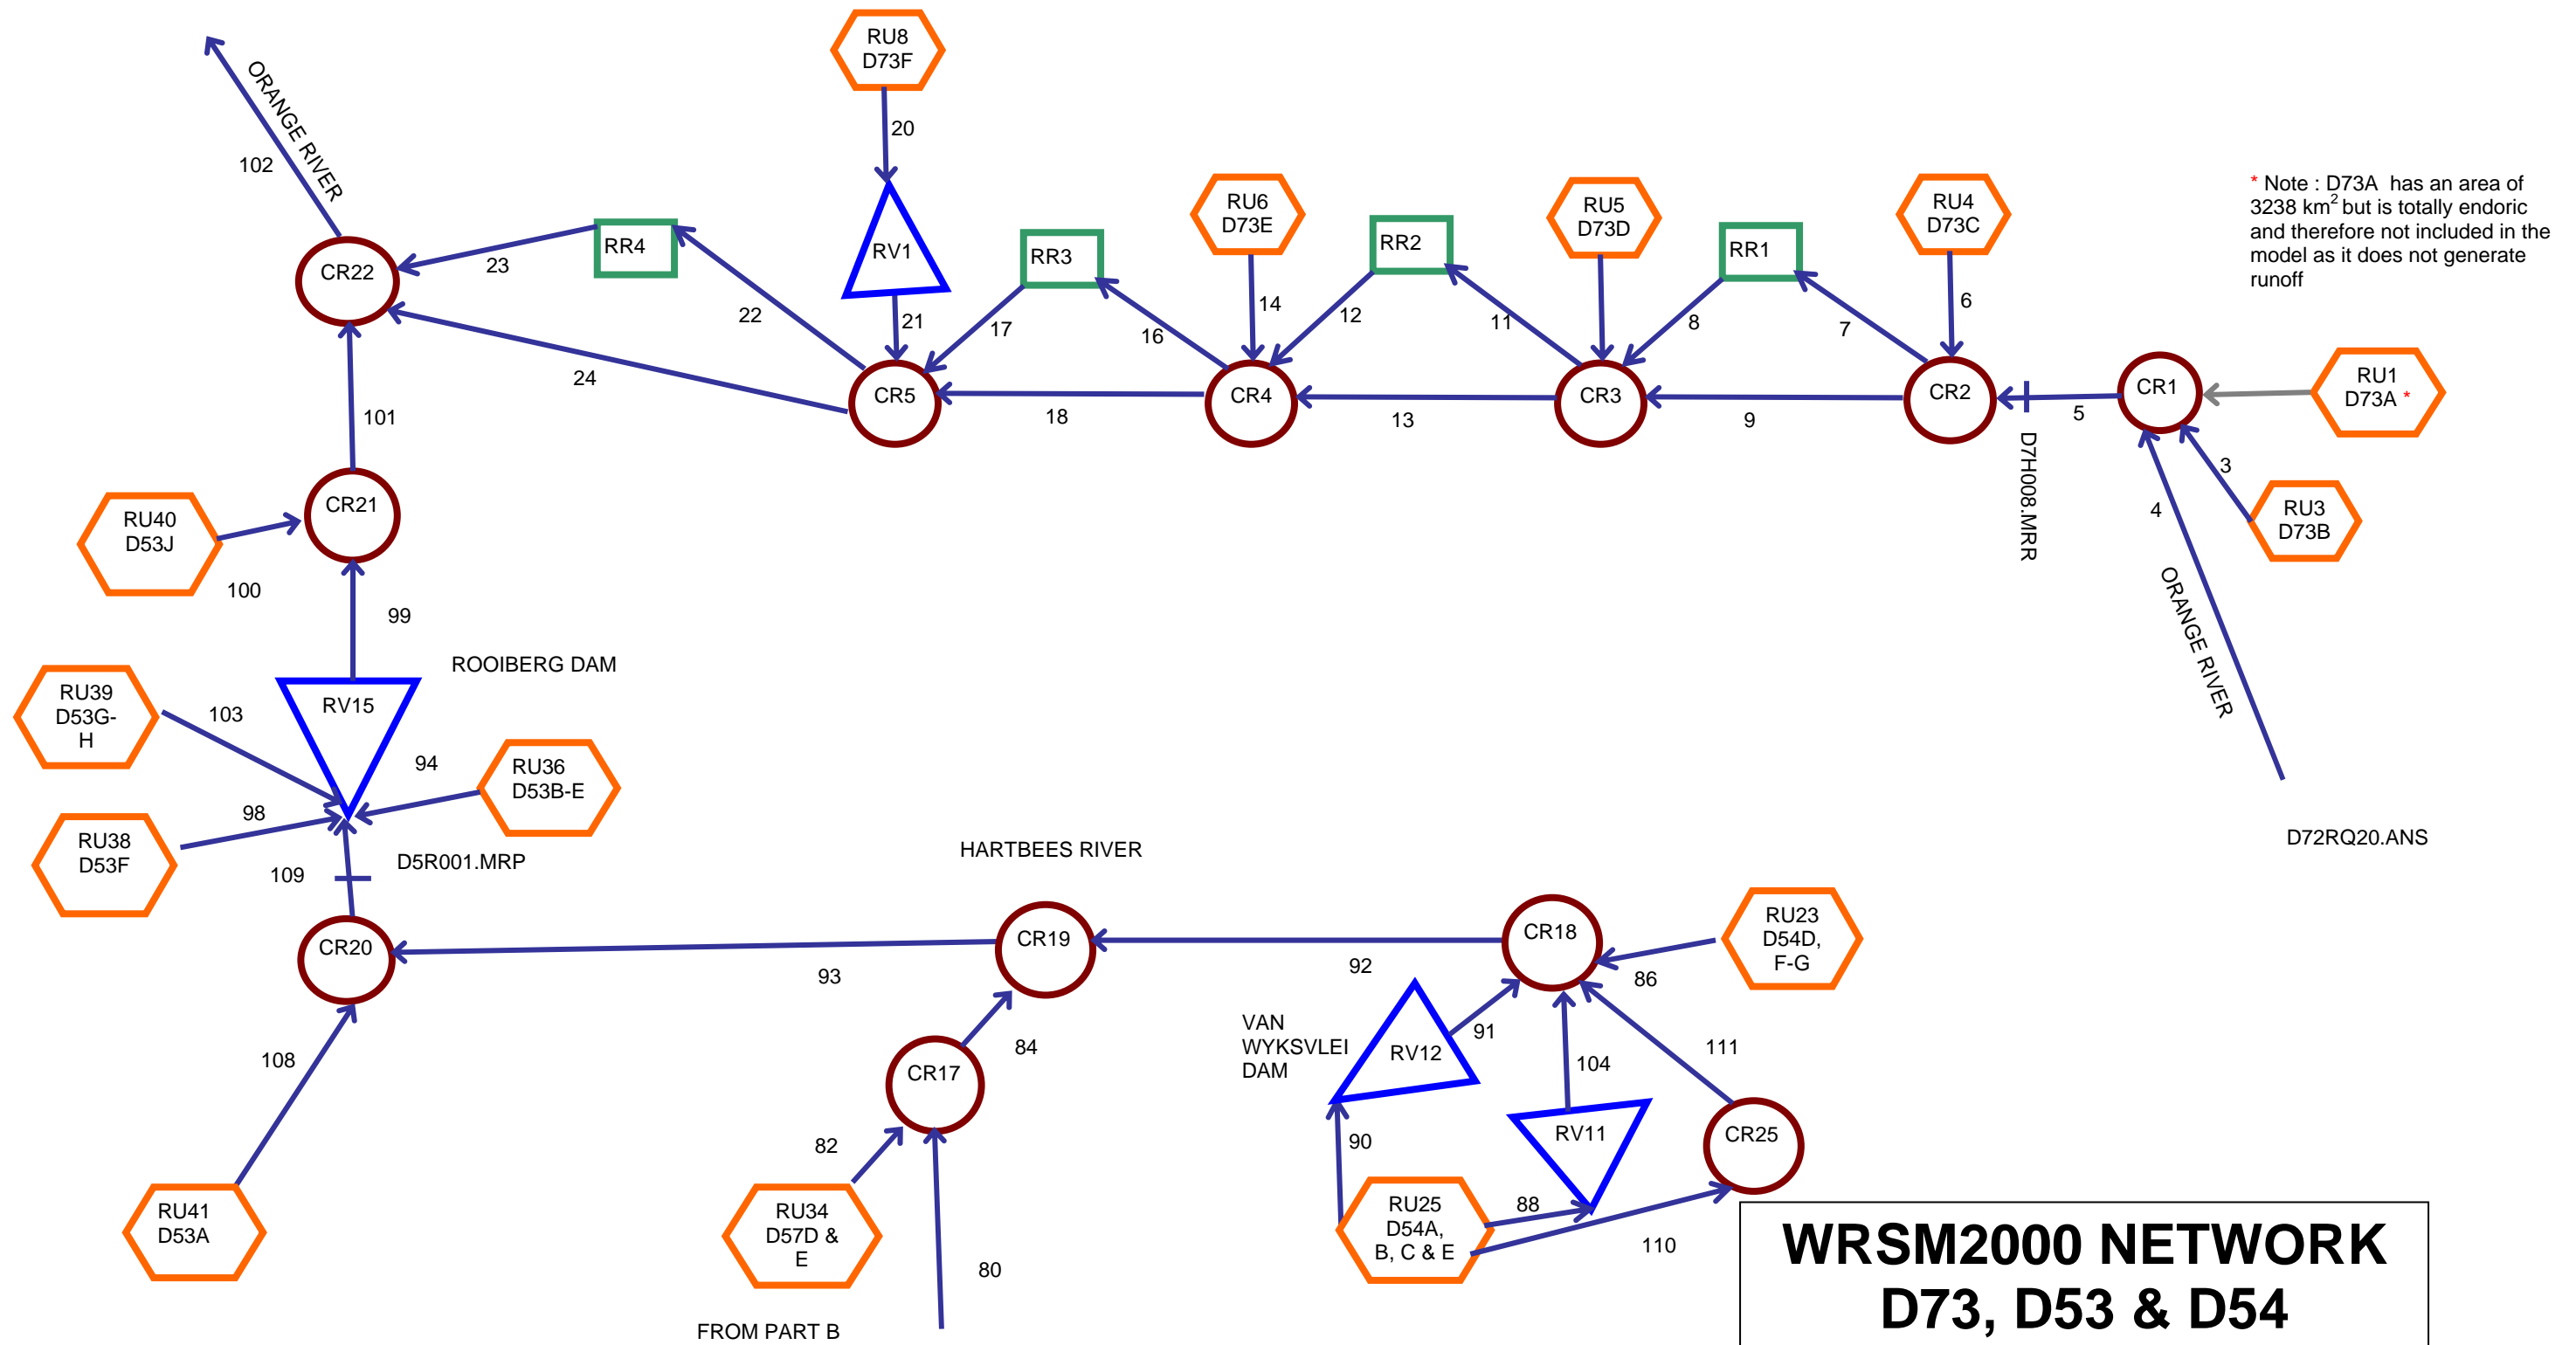 RU8
D73F
ORANGE RIVER
102
20
RV1
21
RR4
23
22
24
CR22
CR5
RR3
17
16
18
RU6
D73E
14
CR4
RR2
12
11
13
RU5
D73D
CR3
RR1
8
7
9
RU4
D73C
6
CR2
5
D7H008.MRR
CR1
* Note : D73A has an area of
3238 km2 but is totally endoric
and therefore not included in the
model as it does not generate
runoff
RU1
D73A *
3
RU3
D73B
4
ORANGE RIVER
D72RQ20.ANS
101
CR21
RU40
D53J
100
99
ROOIBERG DAM
RV15
RU39
D53G-
H
103
94
RU36
D53B-E
98
RU38
D53F
109
D5R001.MRP
HARTBEES RIVER
CR20
93
CR19
92
CR18
86
RU23
D54D,
F-G
108
RU41
D53A
84
CR17
82
RU34
D57D &
E
80
FROM PART B
VAN
WYKSVLEI
DAM
RV12
91
104
111
RV11
CR25
90
RU25
D54A,
B, C & E
88
110
WRSM2000 NETWORK
D73, D53 & D54